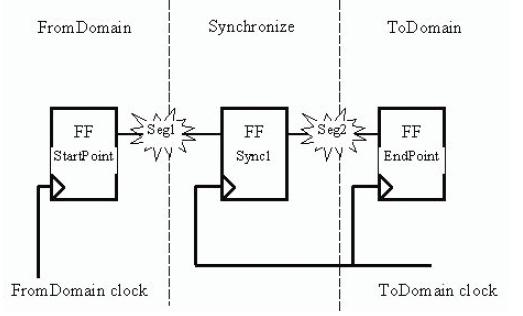 FromDomain Synchronize ToDomain
FF FF FF
StartPoint Seg1 Sync1 Seg2 EndPoint
FromDomain clock ToDomain clock